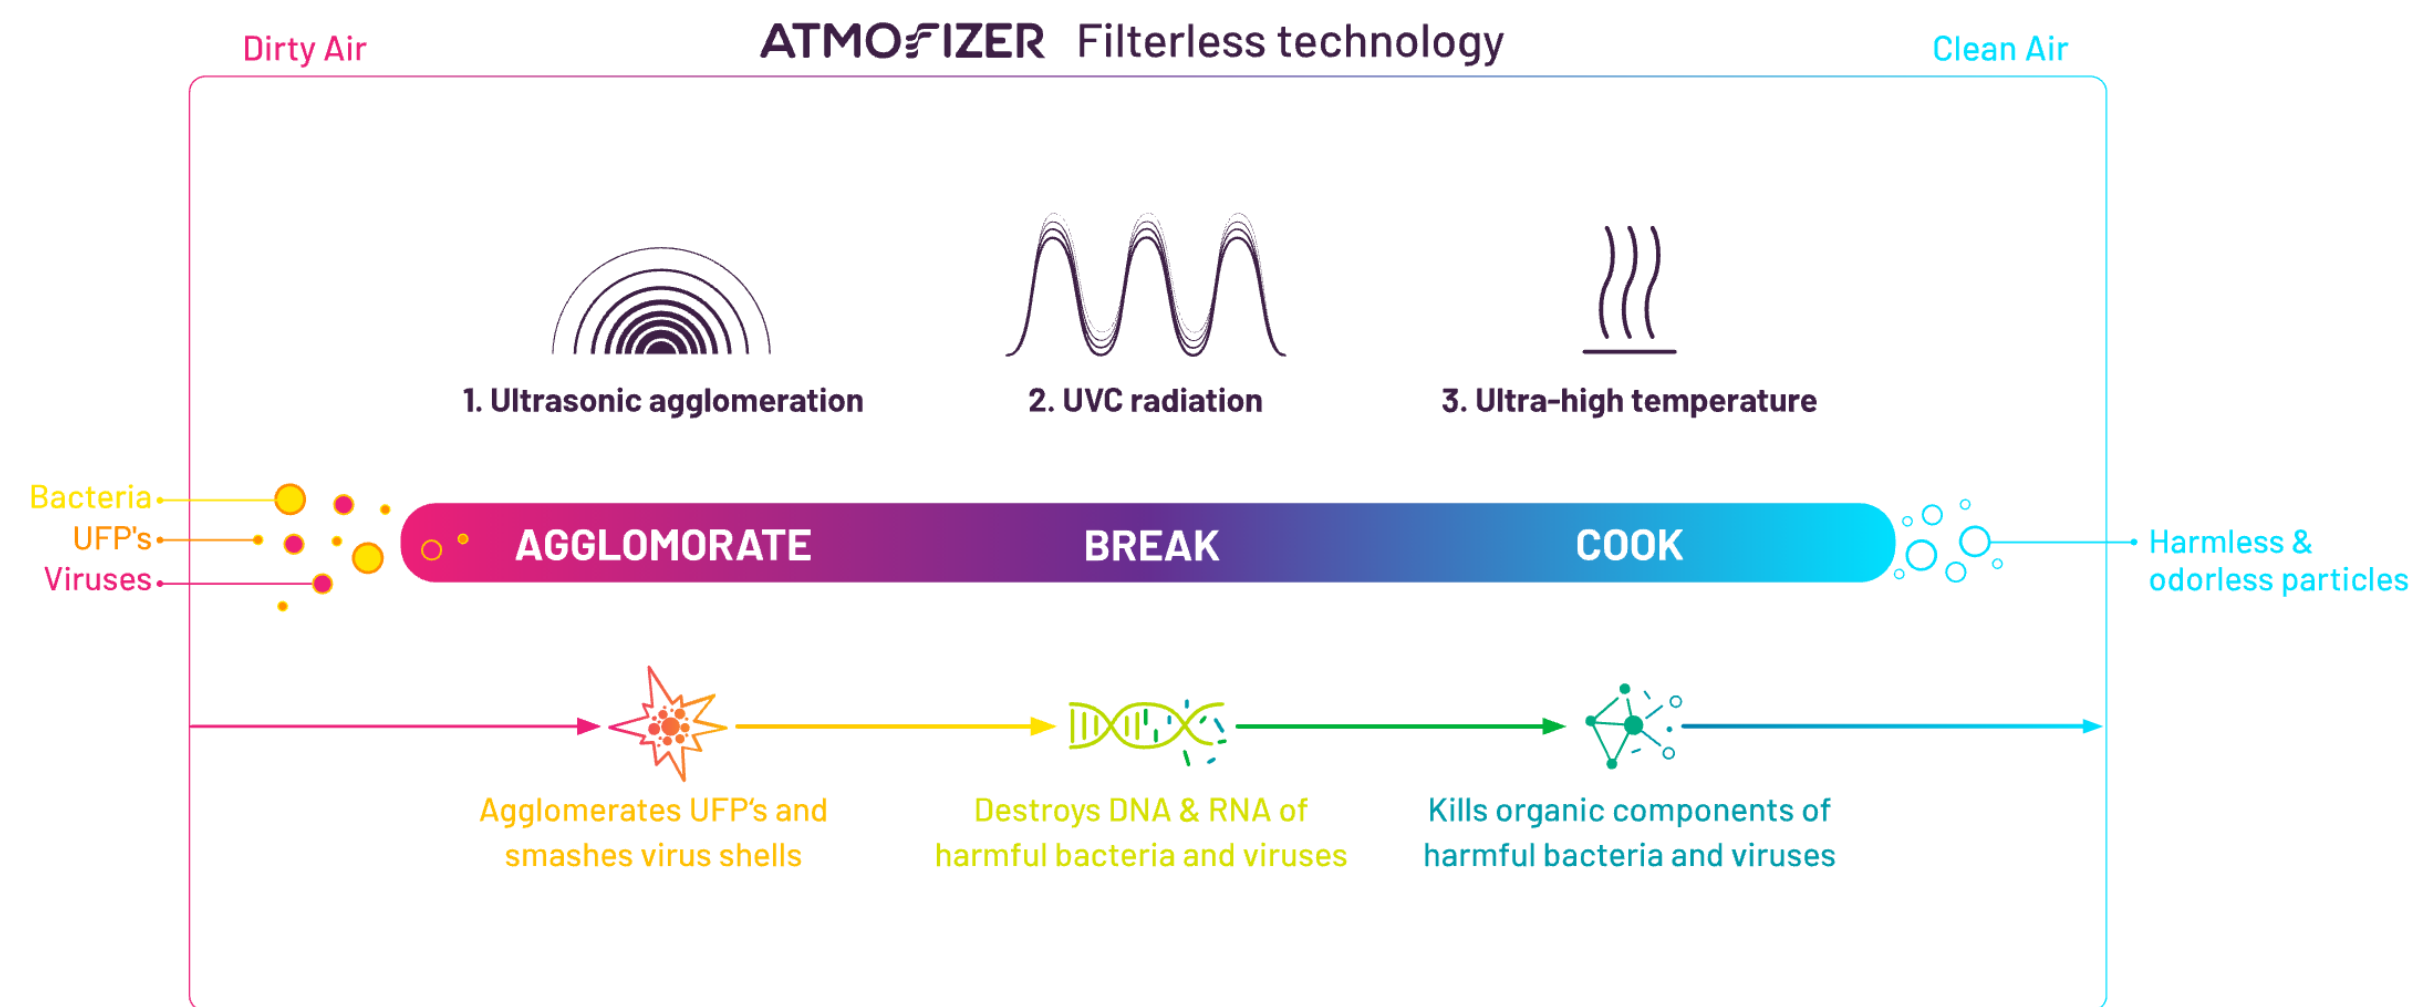 Dirty Air
ATMOFIZER Filterless technology
Clean Air
1. Ultrasonic agglomeration
2. UVC radiation
3. Ultra-high temperature
Bacteria
UFP's
Viruses
AGGLOMORATE
BREAK
COOK
Harmless &
odorless particles
Agglomerates UFP‘s and
smashes virus shells
Destroys DNA & RNA of
harmful bacteria and viruses
Kills organic components of
harmful bacteria and viruses